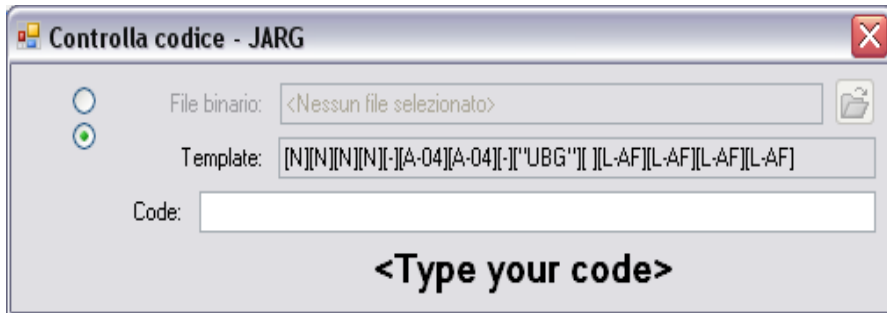 Controlla codice - JARG
File binario: <Nessun file selezionato>
Template: [N][N][N][N][-][A-04][A-04][-]["UBG"][ ][L-AF][L-AF][L-AF][L-AF]
Code:
<Type your code>